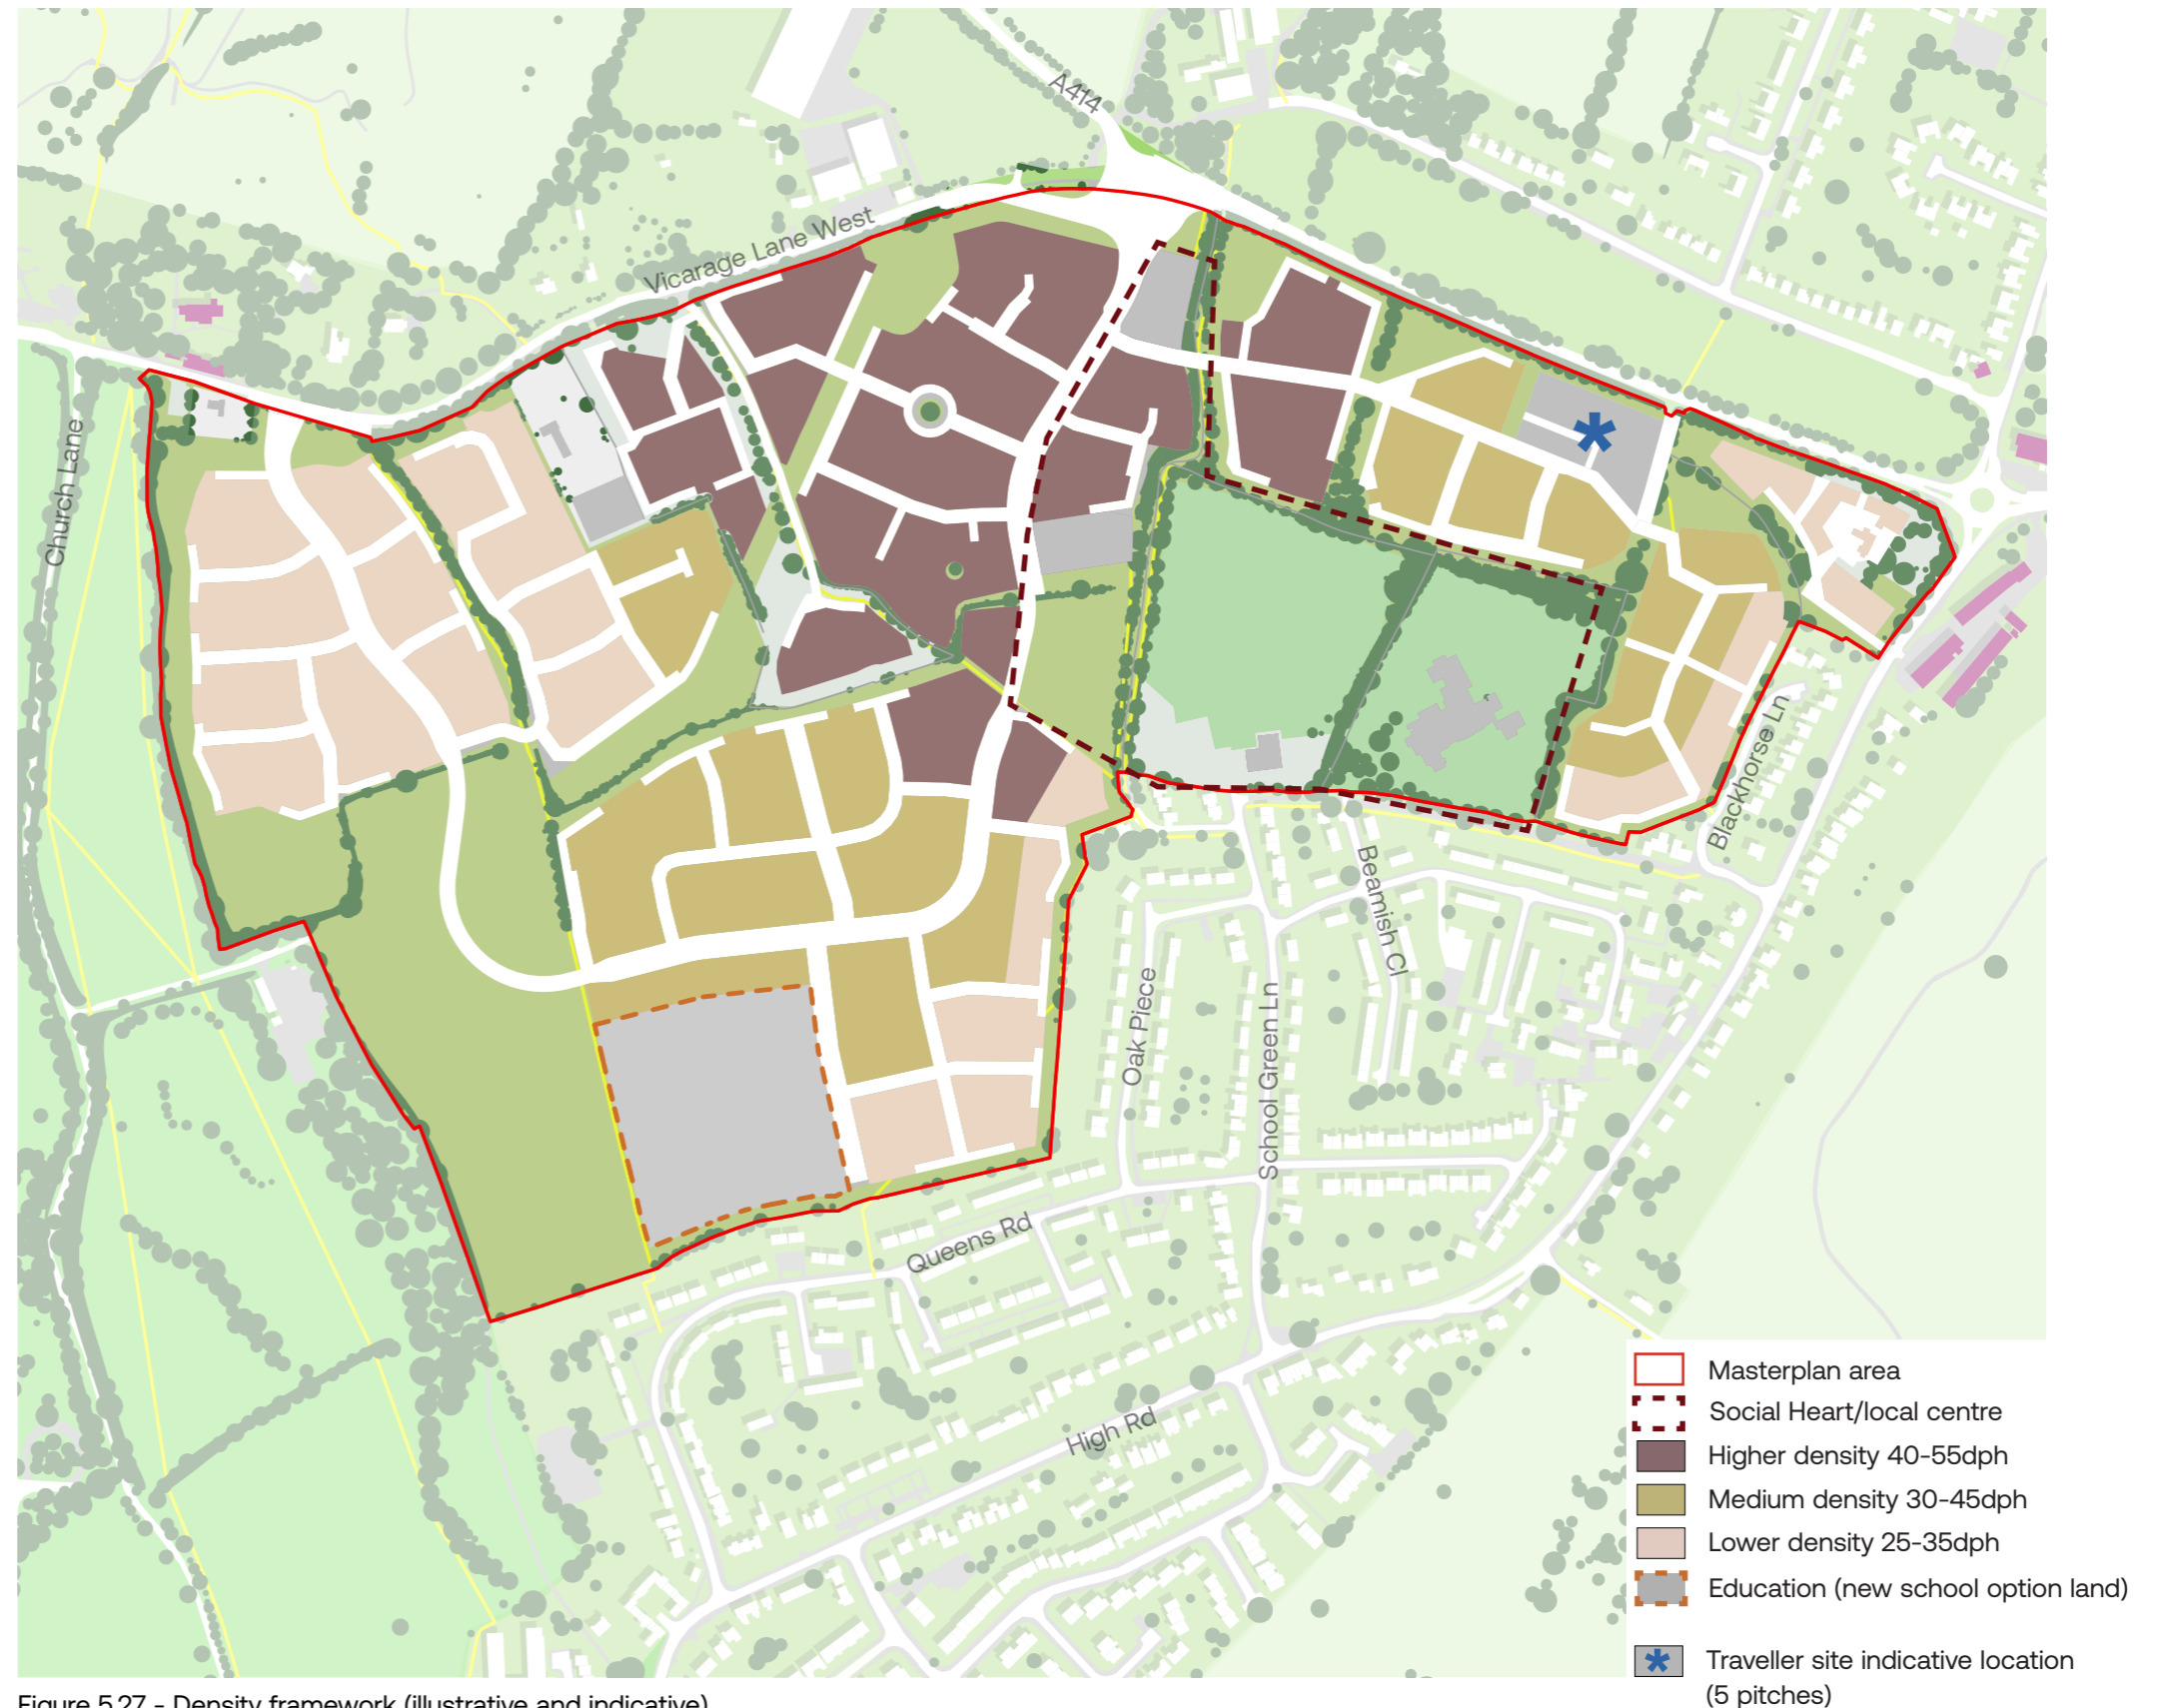 A414
Vicarage Lane West
Church Lane
Blackhorse Ln
Beamish Cl
Oak Piece
School Green Ln
Queens Rd
High Rd
Masterplan area
Social Heart/local centre
Higher density 40-55dph
Medium density 30-45dph
Lower density 25-35dph
Education (new school option land)
Traveller site indicative location
(5 pitches)
Figure 5.27 - Density framework (illustrative and indicative)